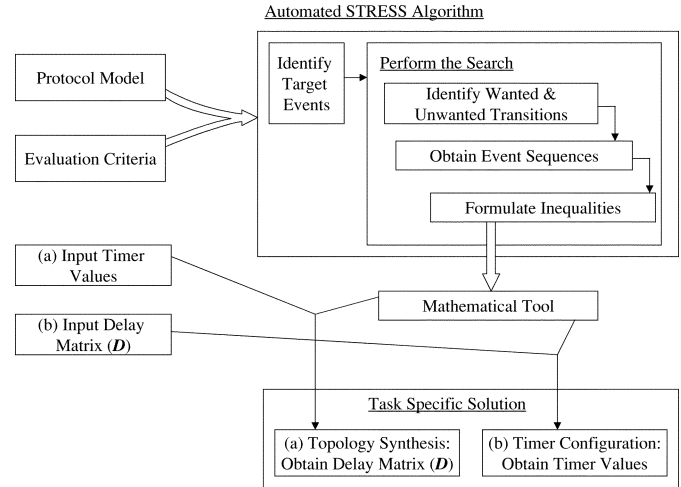 Automated STRESS Algorithm
Protocol Model
Evaluation Criteria
Identify
Target
Events
Perform the Search
Identify Wanted &
Unwanted Transitions
Obtain Event Sequences
Formulate Inequalities
(a) Input Timer
Values
(b) Input Delay
Matrix (D)
Mathematical Tool
Task Specific Solution
(a) Topology Synthesis:
Obtain Delay Matrix (D)
(b) Timer Configuration:
Obtain Timer Values